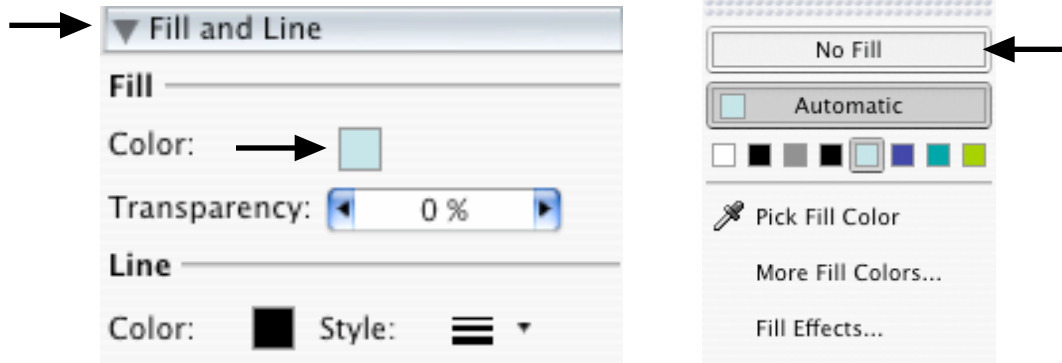 Fill and Line
Fill
Color:
Transparency: 0 %
Line
Color: Style:
No Fill
Automatic
Pick Fill Color
More Fill Colors...
Fill Effects...